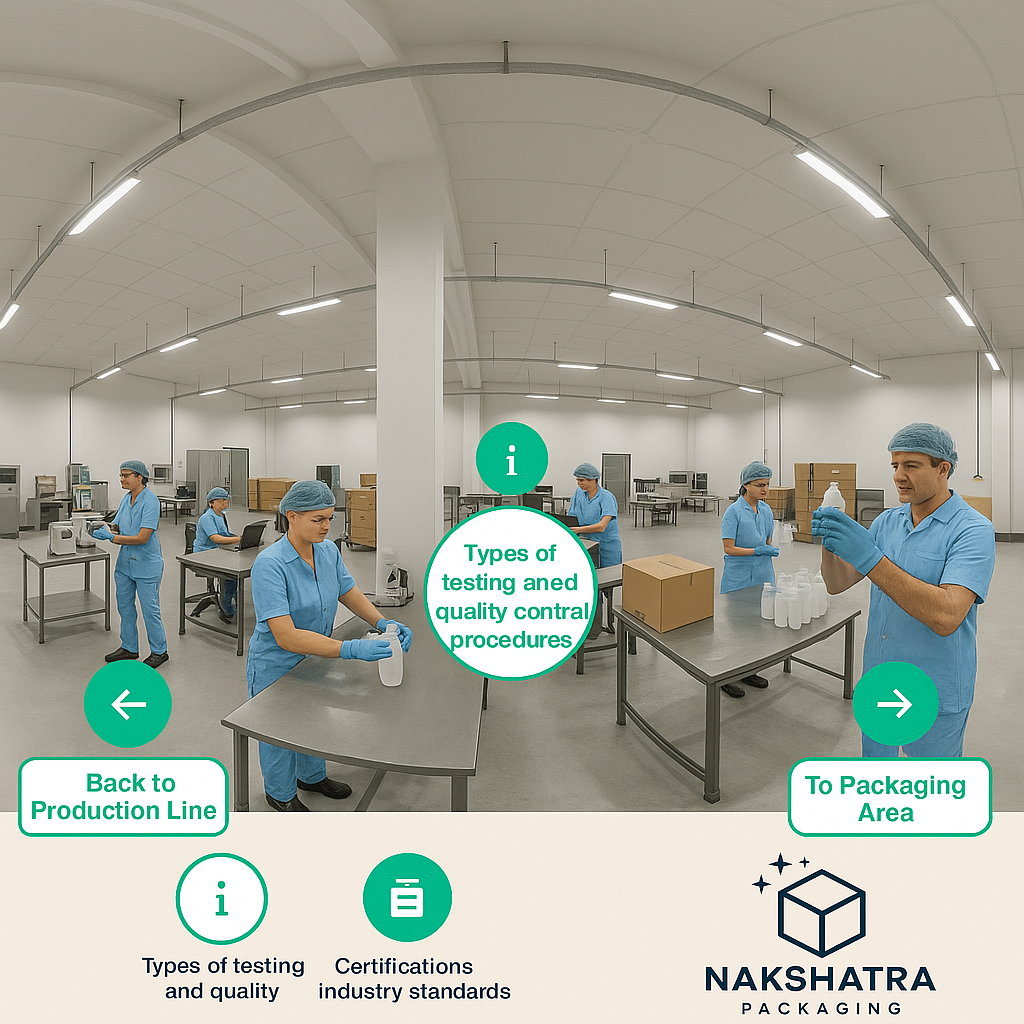 Types of
testing aned
quality contral
procedures
Back to
Production Line
To Packaging
Area
Types of testing
and quality
Certifications
industry standards
NAKSHATRA
PACKAGING